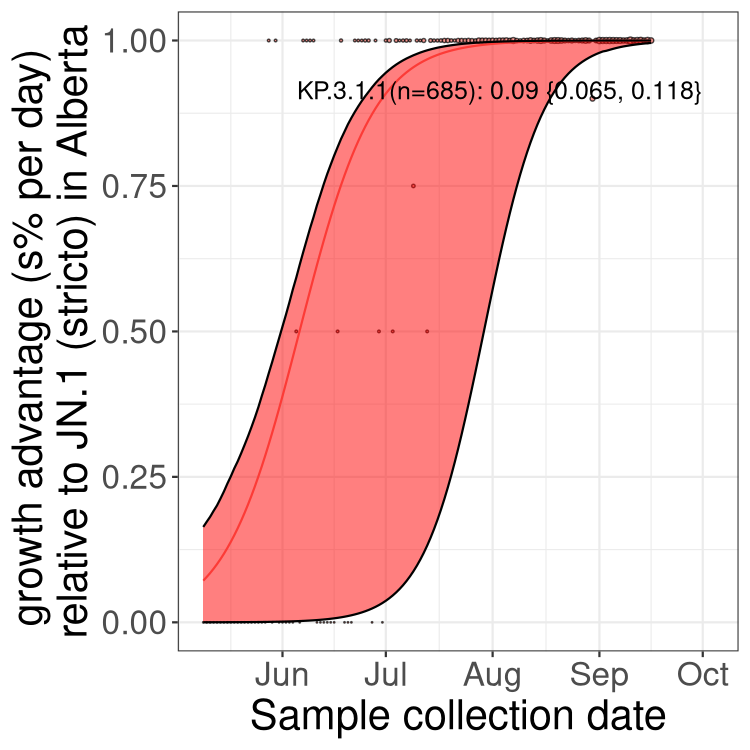 growth advantage (s% per day)
relative to JN.1 (stricto) in Alberta
1.00
0.75
0.50
0.25
0.00
KP.3.1.1(n=685): 0.09 {0.065, 0.118}
Jun Jul Aug Sep Oct
Sample collection date